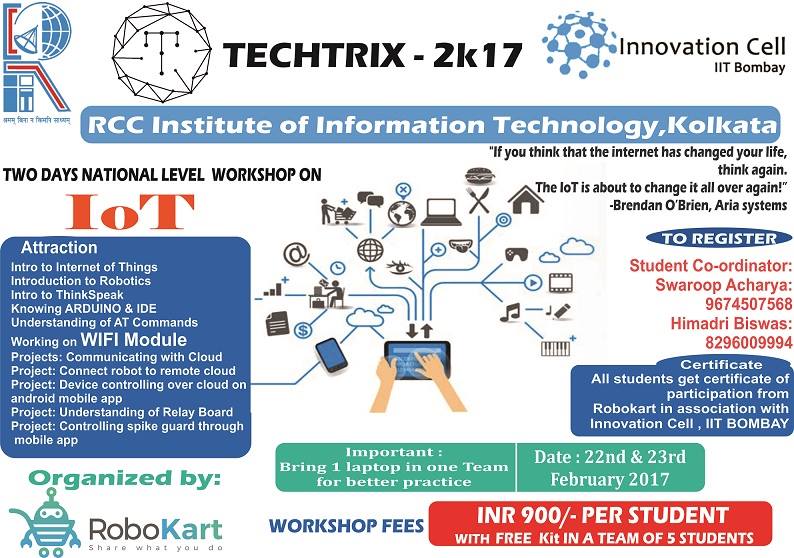 श्रमम् विना न किमपि साध्यम्
T
TECHTRIX - 2k17
Innovation Cell
IIT Bombay
RCC Institute of Information Technology,Kolkata
"If you think that the internet has changed your life,
think again.
The IoT is about to change it all over again!"
-Brendan O'Brien, Aria systems
TWO DAYS NATIONAL LEVEL WORKSHOP ON
IoT
Attraction
Intro to Internet of Things
Introduction to Robotics
Intro to ThinkSpeak
Knowing ARDUINO & IDE
Understanding of AT Commands
Working on WIFI Module
Projects: Communicating with Cloud
Project: Connect robot to remote cloud
Project: Device controlling over cloud on
android mobile app
Project: Understanding of Relay Board
Project: Controlling spike guard through
mobile app
@
$
TO REGISTER
Student Co-ordinator:
Swaroop Acharya:
9674507568
Himadri Biswas:
8296009994
Certificate
All students get certificate of
participation from
Robokart in association with
Innovation Cell , IIT BOMBAY
Important :
Bring 1 laptop in one Team
for better practice
Date : 22nd & 23rd
February 2017
Organized by:
RoboKart
Share what you do
WORKSHOP FEES
INR 900/- PER STUDENT
WITH FREE Kit IN A TEAM OF 5 STUDENTS